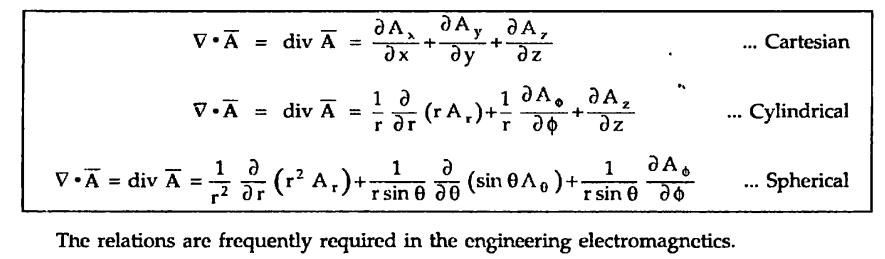 ∇•A̅ = div A̅ = ∂Aₓ/∂x + ∂A_y/∂y + ∂A_z/∂z ... Cartesian
∇•A̅ = div A̅ = 1/r ∂/∂r (r A_r) + 1/r ∂A_ϕ/∂ϕ + ∂A_z/∂z ... Cylindrical
∇•A̅ = div A̅ = 1/r² ∂/∂r (r² A_r) + 1/(r sin θ) ∂/∂θ (sin θ A_θ) + 1/(r sin θ) ∂A_ϕ/∂ϕ ... Spherical
The relations are frequently required in the engineering electromagnetics.